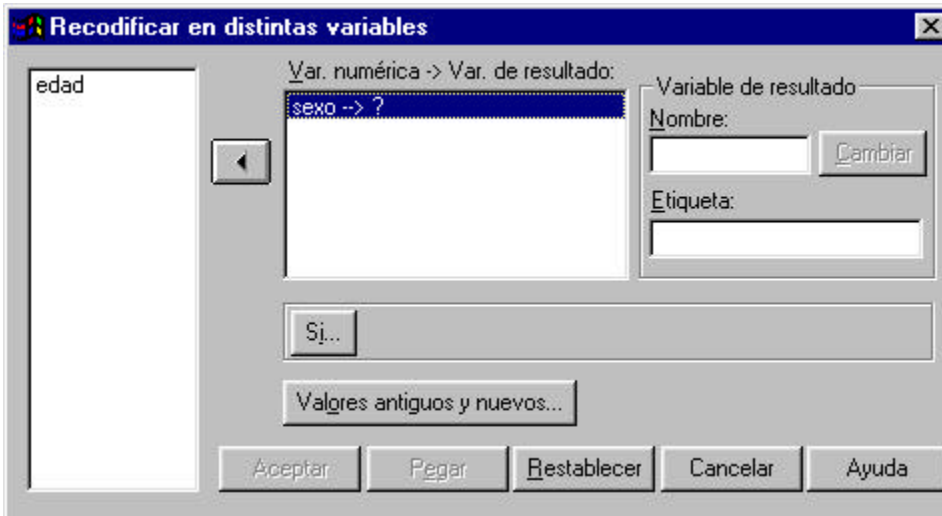 Recodificar en distintas variables
edad
Var. numérica -> Var. de resultado:
sexo --> ?
Variable de resultado
Nombre:
Cambiar
Etiqueta:
Si...
Valores antiguos y nuevos...
Aceptar Pegar Restablecer Cancelar Ayuda